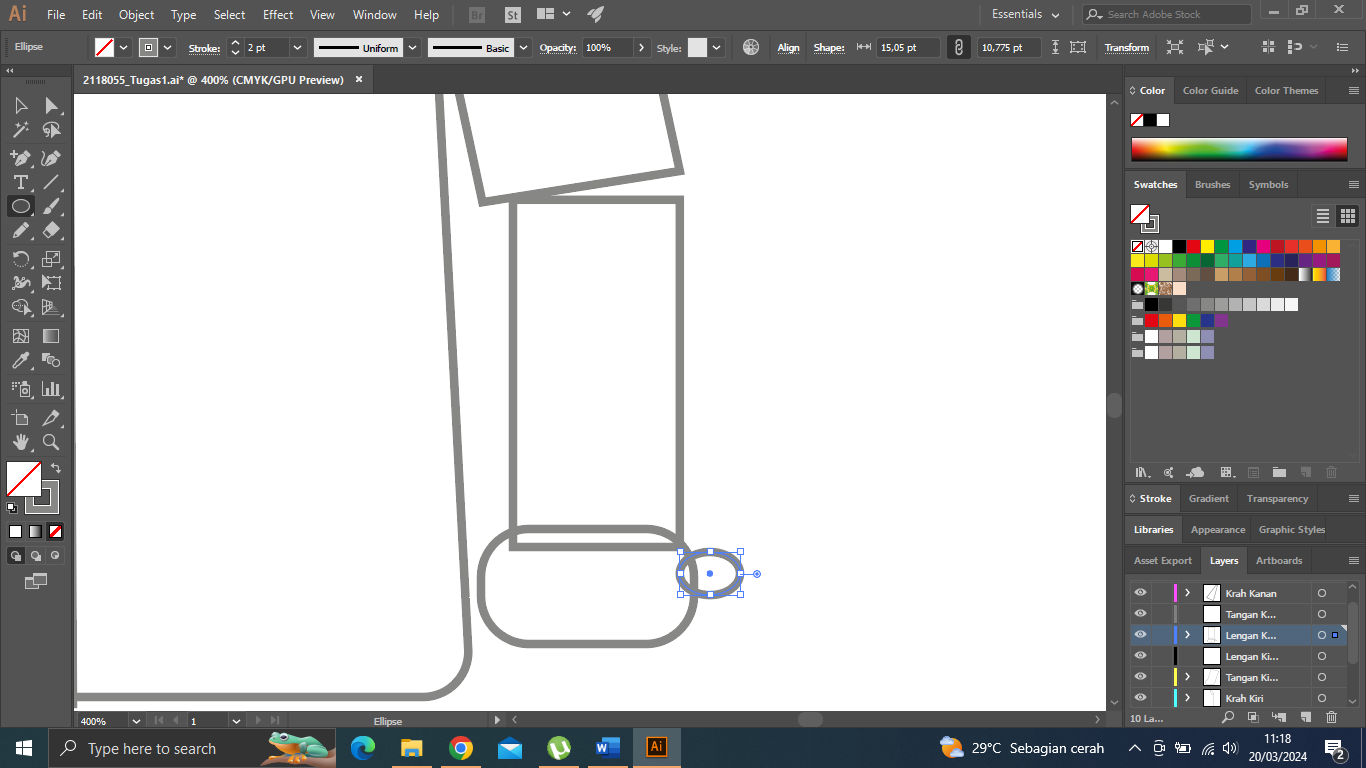 Ai File Edit Object Type Select Effect View Window Help Br St Essentials Search Adobe Stock
Ellipse Stroke: 2 pt Uniform Basic Opacity: 100% Style: Align Shape: 15,05 pt 10,775 pt Transform
2118055_Tugas1.ai* @ 400% (CMYK/GPU Preview)
Color Color Guide Color Themes
Swatches Brushes Symbols
Stroke Gradient Transparency
Libraries Appearance Graphic Styles
Asset Export Layers Artboards
Krah Kanan
Tangan K...
Lengan K...
Lengan Ki...
Tangan Ki...
Krah Kiri
10 La...
400% 1 Ellipse
Type here to search W Ai 29°C Sebagian cerah 11:18
20/03/2024 2